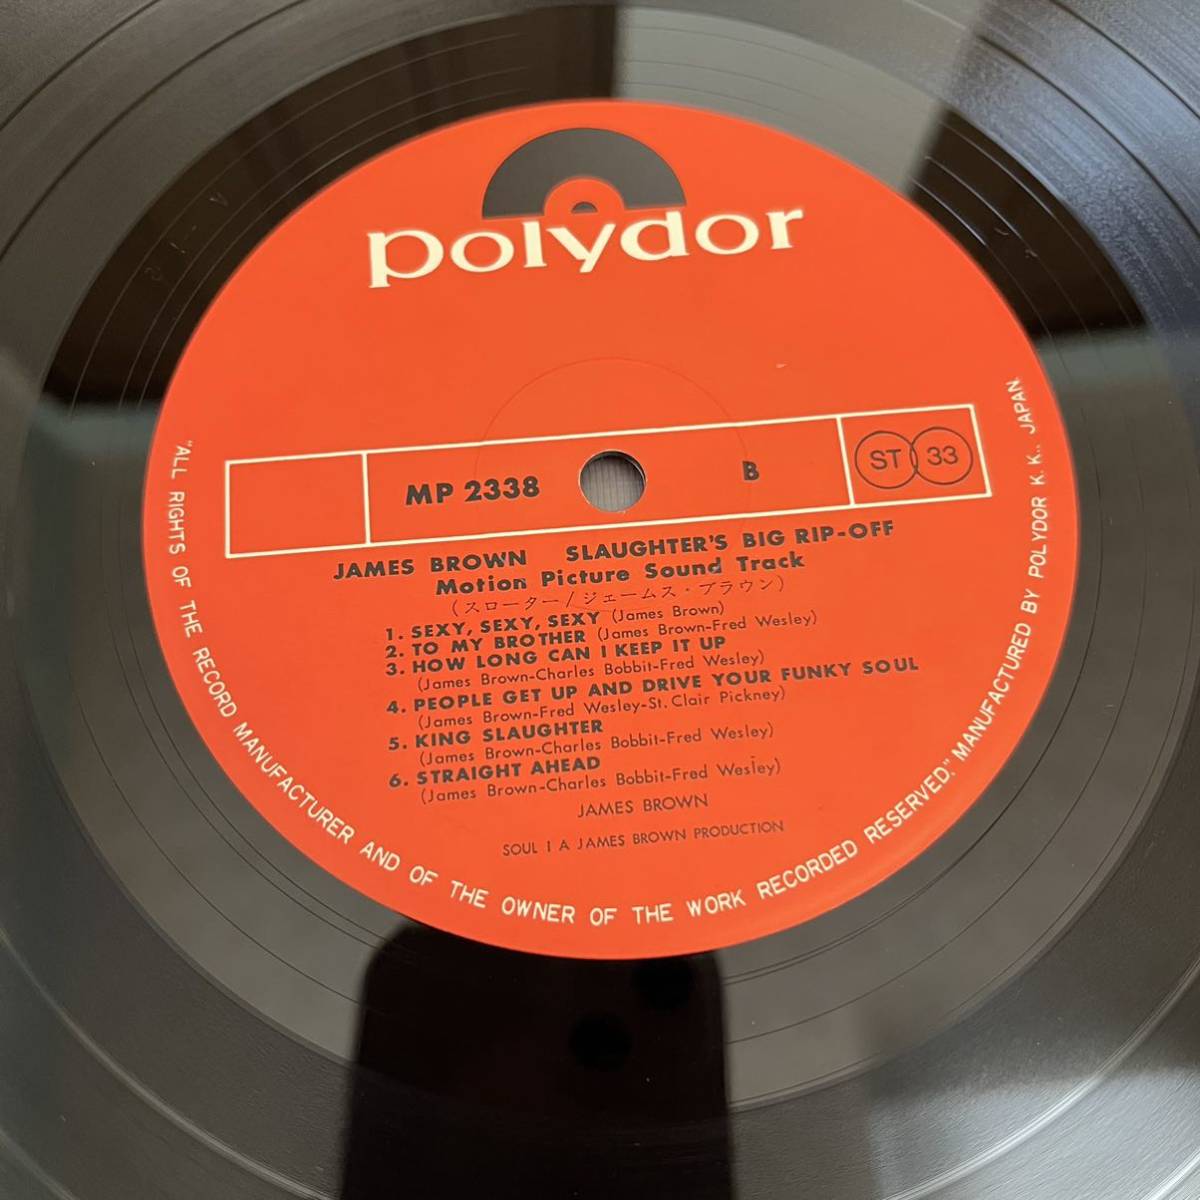 polydor
MP 2338 B ST 33
JAMES BROWN SLAUGHTER'S BIG RIP-OFF
Motion Picture Sound Track
(スローター/ジェームス・ブラウン)
1. SEXY, SEXY, SEXY (James Brown)
2. TO MY BROTHER (James Brown-Fred Wesley)
3. HOW LONG CAN I KEEP IT UP
(James Brown-Charles Bobbit-Fred Wesley)
4. PEOPLE GET UP AND DRIVE YOUR FUNKY SOUL
(James Brown-Fred Wesley-St. Clair Pickney)
5. KING SLAUGHTER
(James Brown-Charles Bobbit-Fred Wesley)
6. STRAIGHT AHEAD
(James Brown-Charles Bobbit-Fred Wesley)
JAMES BROWN
SOUL I A JAMES BROWN PRODUCTION
"ALL RIGHTS OF THE RECORD MANUFACTURER AND OF THE OWNER OF THE WORK RECORDED RESERVED." MANUFACTURED BY POLYDOR K. K., JAPAN.